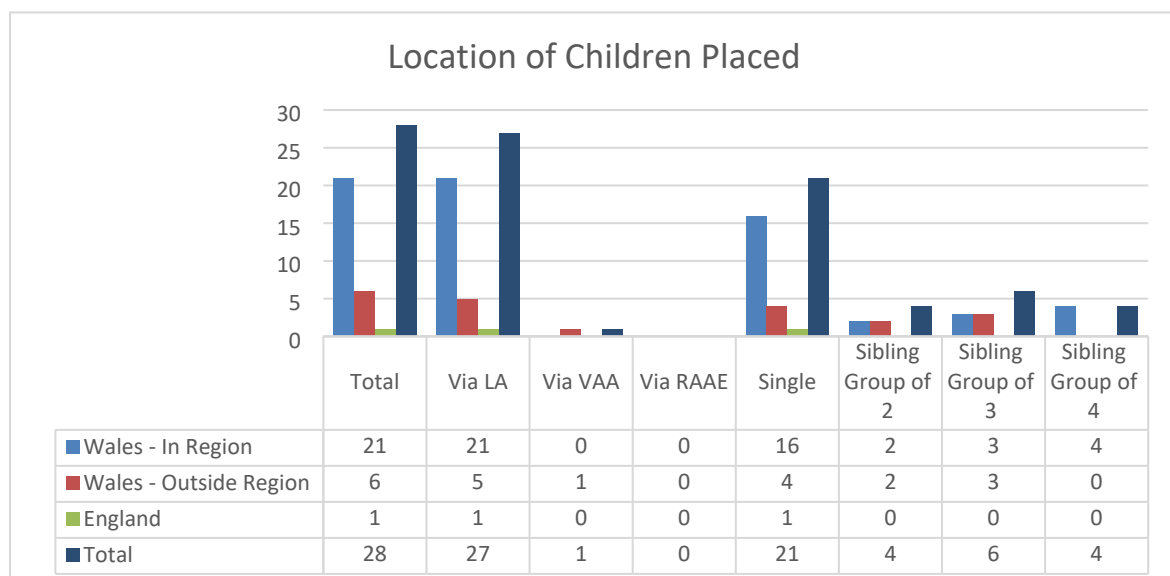 Location of Children Placed
30
25
20
15
10
5
0
Total Via LA Via VAA Via RAAE Single Sibling Group of 2 Sibling Group of 3 Sibling Group of 4
Wales - In Region 21 21 0 0 16 2 3 4
Wales - Outside Region 6 5 1 0 4 2 3 0
England 1 1 0 0 1 0 0 0
Total 28 27 1 0 21 4 6 4